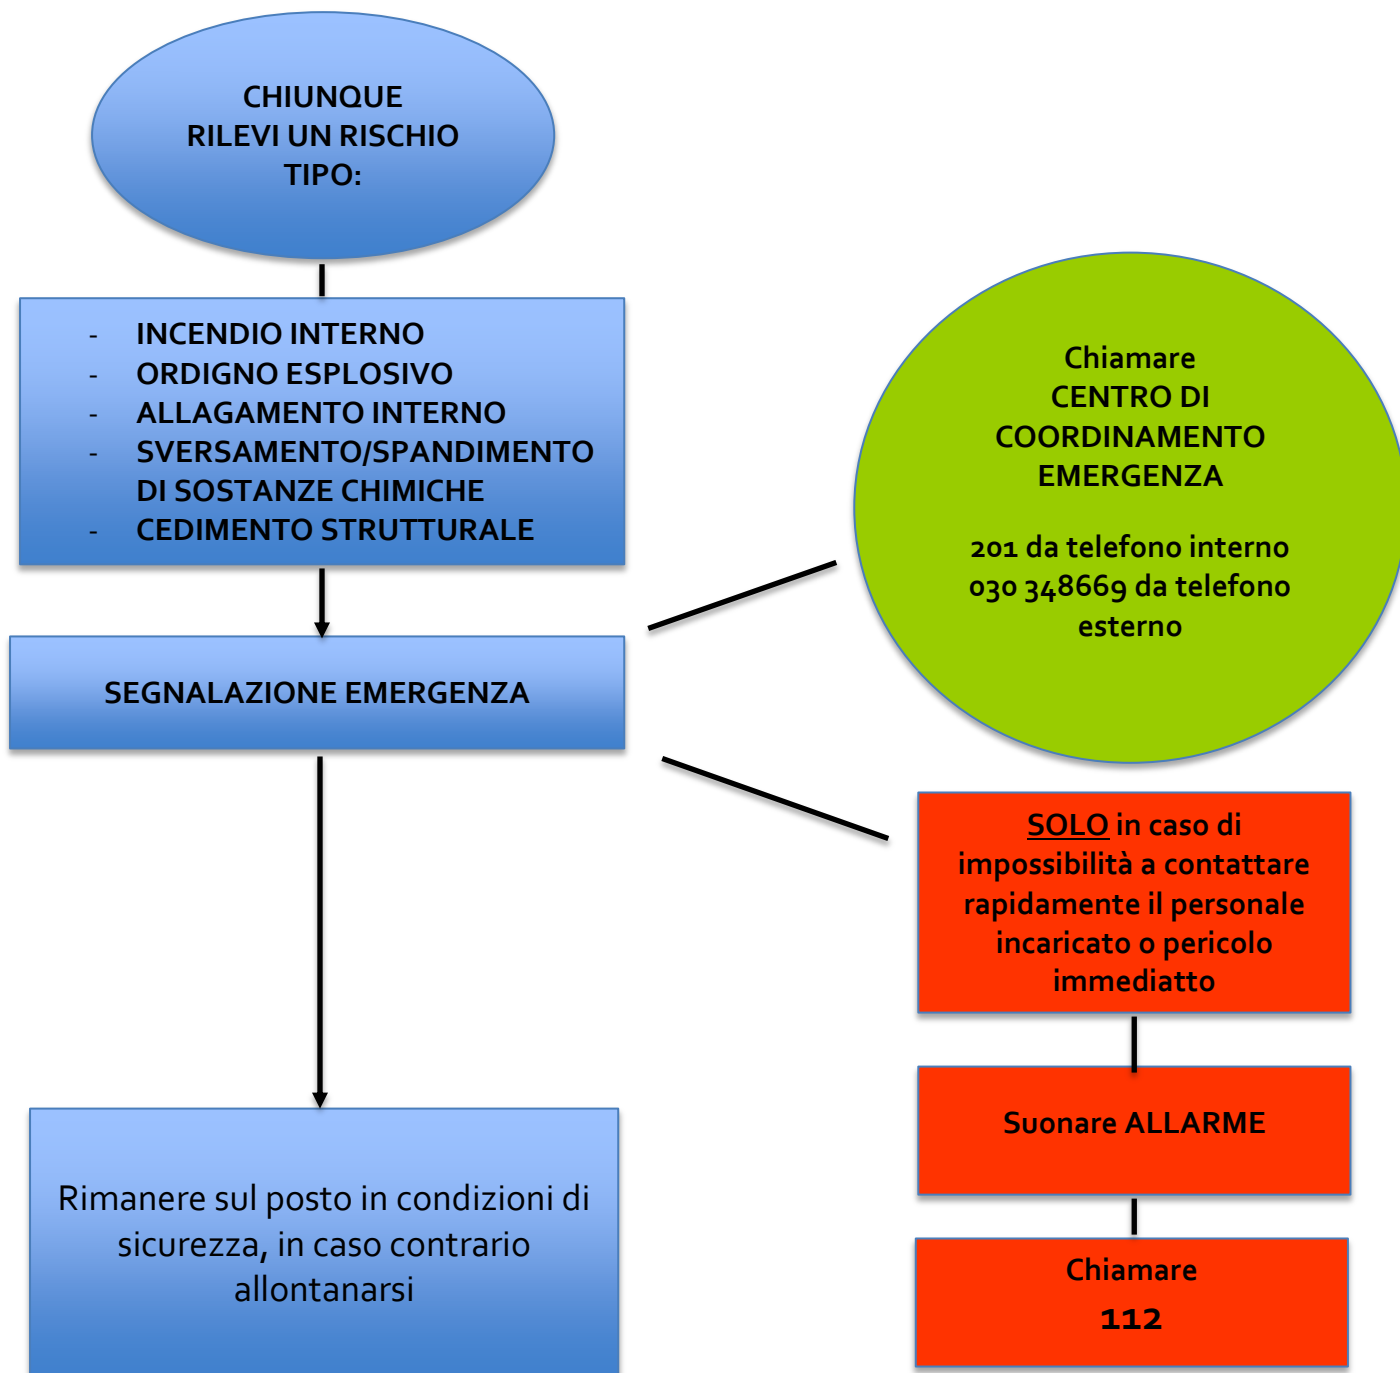 CHIUNQUE
RILEVI UN RISCHIO
TIPO:
- INCENDIO INTERNO
- ORDIGNO ESPLOSIVO
- ALLAGAMENTO INTERNO
- SVERSAMENTO/SPANDIMENTO
DI SOSTANZE CHIMICHE
- CEDIMENTO STRUTTURALE
Chiamare
CENTRO DI
COORDINAMENTO
EMERGENZA
201 da telefono interno
030 348669 da telefono
esterno
SEGNALAZIONE EMERGENZA
SOLO in caso di
impossibilità a contattare
rapidamente il personale
incaricato o pericolo
immediatto
Suonare ALLARME
Chiamare
112
Rimanere sul posto in condizioni di
sicurezza, in caso contrario
allontanarsi